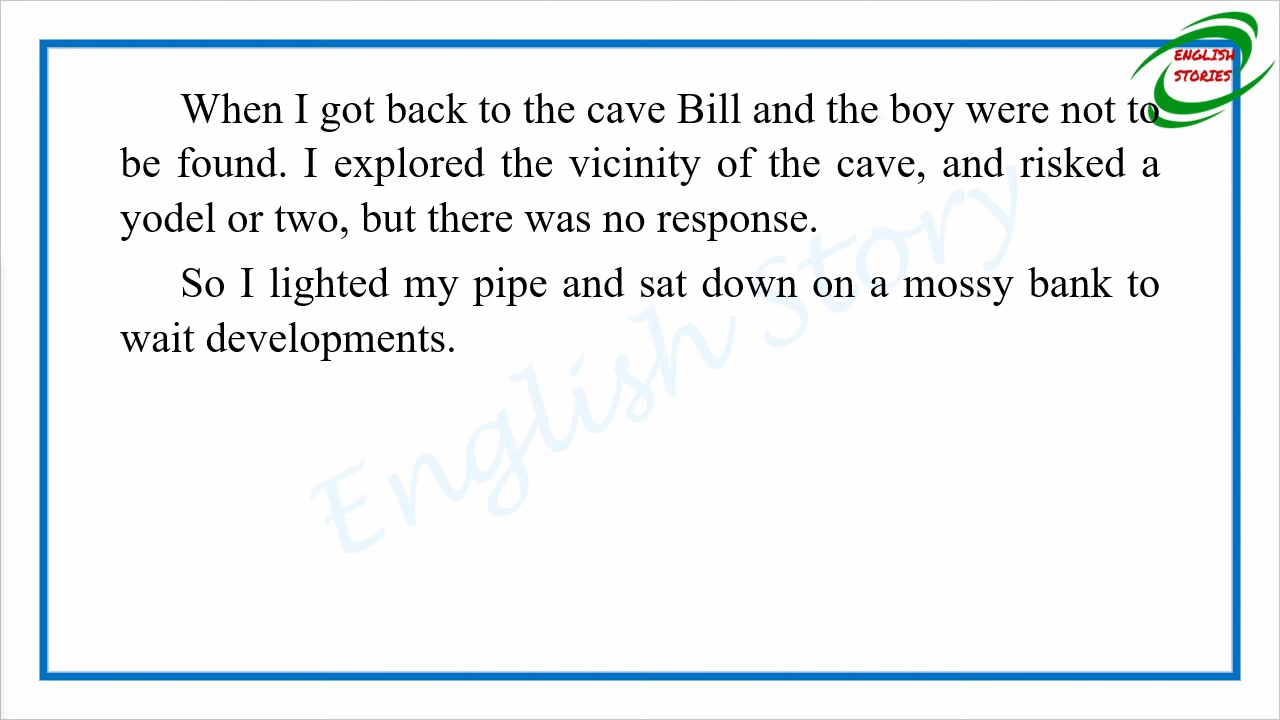 ENGLISH
STORIES
When I got back to the cave Bill and the boy were not to
be found. I explored the vicinity of the cave, and risked a
yodel or two, but there was no response.
So I lighted my pipe and sat down on a mossy bank to
wait developments.
English Story